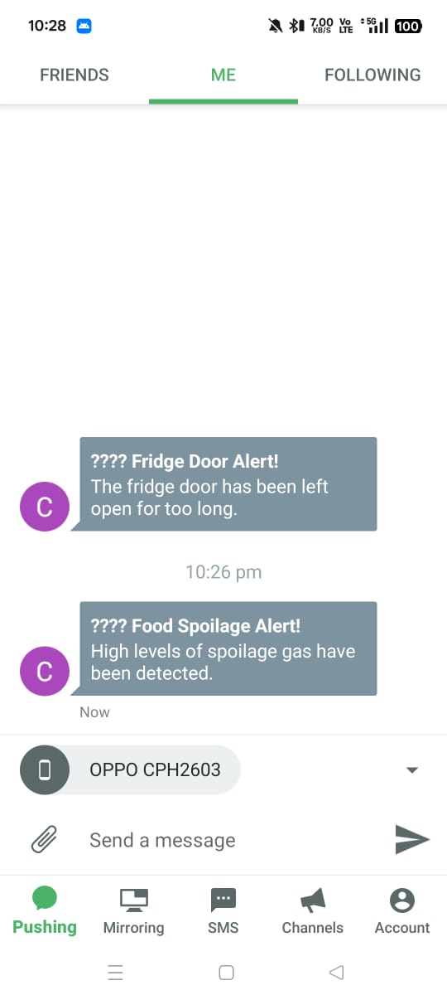 10:28 7.00 KB/S Vo LTE 5G 100
FRIENDS ME FOLLOWING
???? Fridge Door Alert!
The fridge door has been left
open for too long.
C
10:26 pm
???? Food Spoilage Alert!
High levels of spoilage gas have
been detected.
C
Now
OPPO CPH2603
Send a message
Pushing Mirroring SMS Channels Account